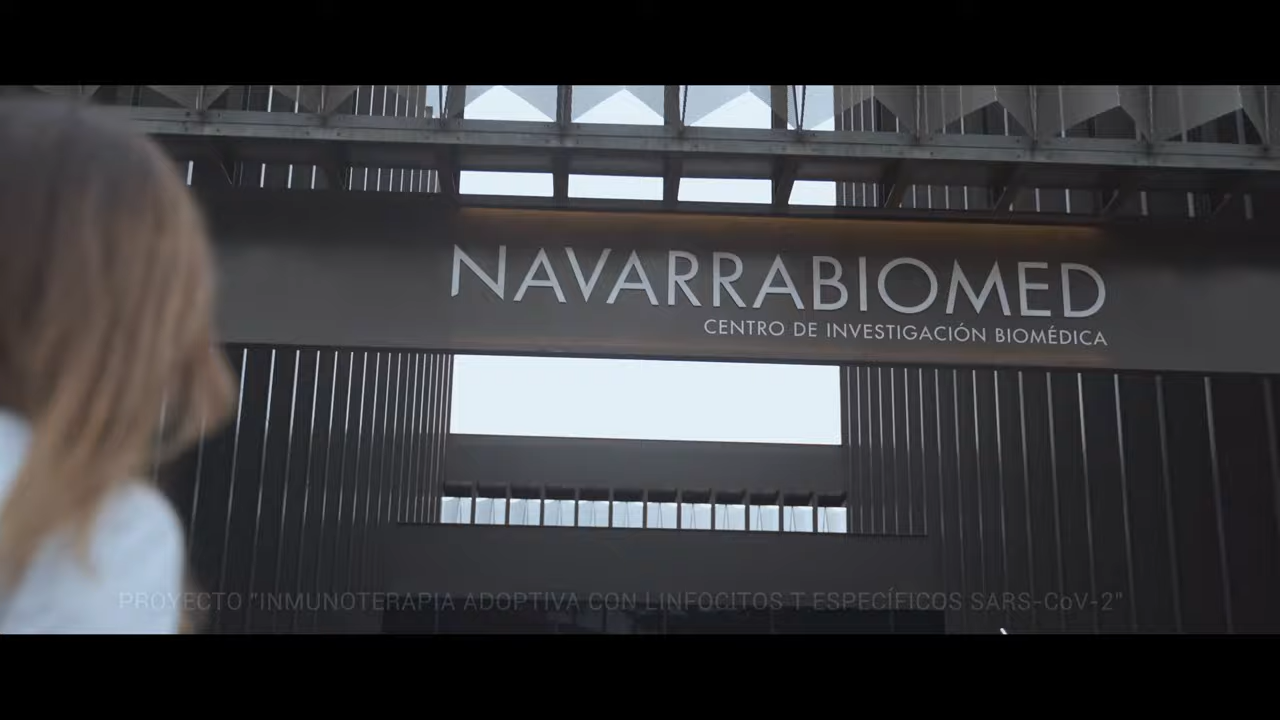 NAVARRABIOMED
CENTRO DE INVESTIGACIÓN BIOMÉDICA
PROYECTO "INMUNOTERAPIA ADOPTIVA CON LINFOCITOS T ESPECÍFICOS SARS-CoV-2"